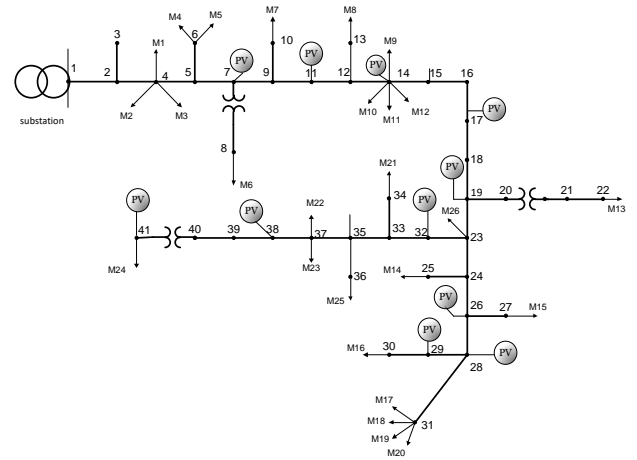 M8
M7
M5
M4
3
6
M1
10
13
M9
PV
PV
PV
1
2
4
5
7
9
11
12
14
15
16
M2
M3
M10
M12
M11
substation
PV
17
8
18
M21
M6
PV
34
19
20
21
22
M13
PV
PV
M22
PV
M26
41
40
39
38
37
35
33
32
23
M24
M23
36
M14
25
24
M25
PV
26
27
M15
PV
M16
30
29
PV
28
M17
M18
31
M19
M20